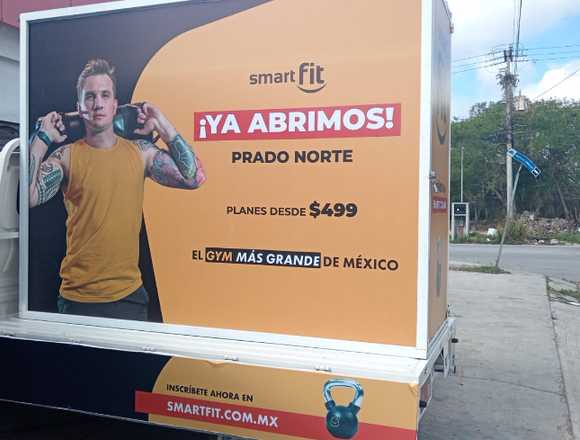 smart fit
¡YA ABRIMOS!
PRADO NORTE
PLANES DESDE $499
EL GYM MÁS GRANDE DE MÉXICO
INSCRÍBETE AHORA EN
SMARTFIT.COM.MX